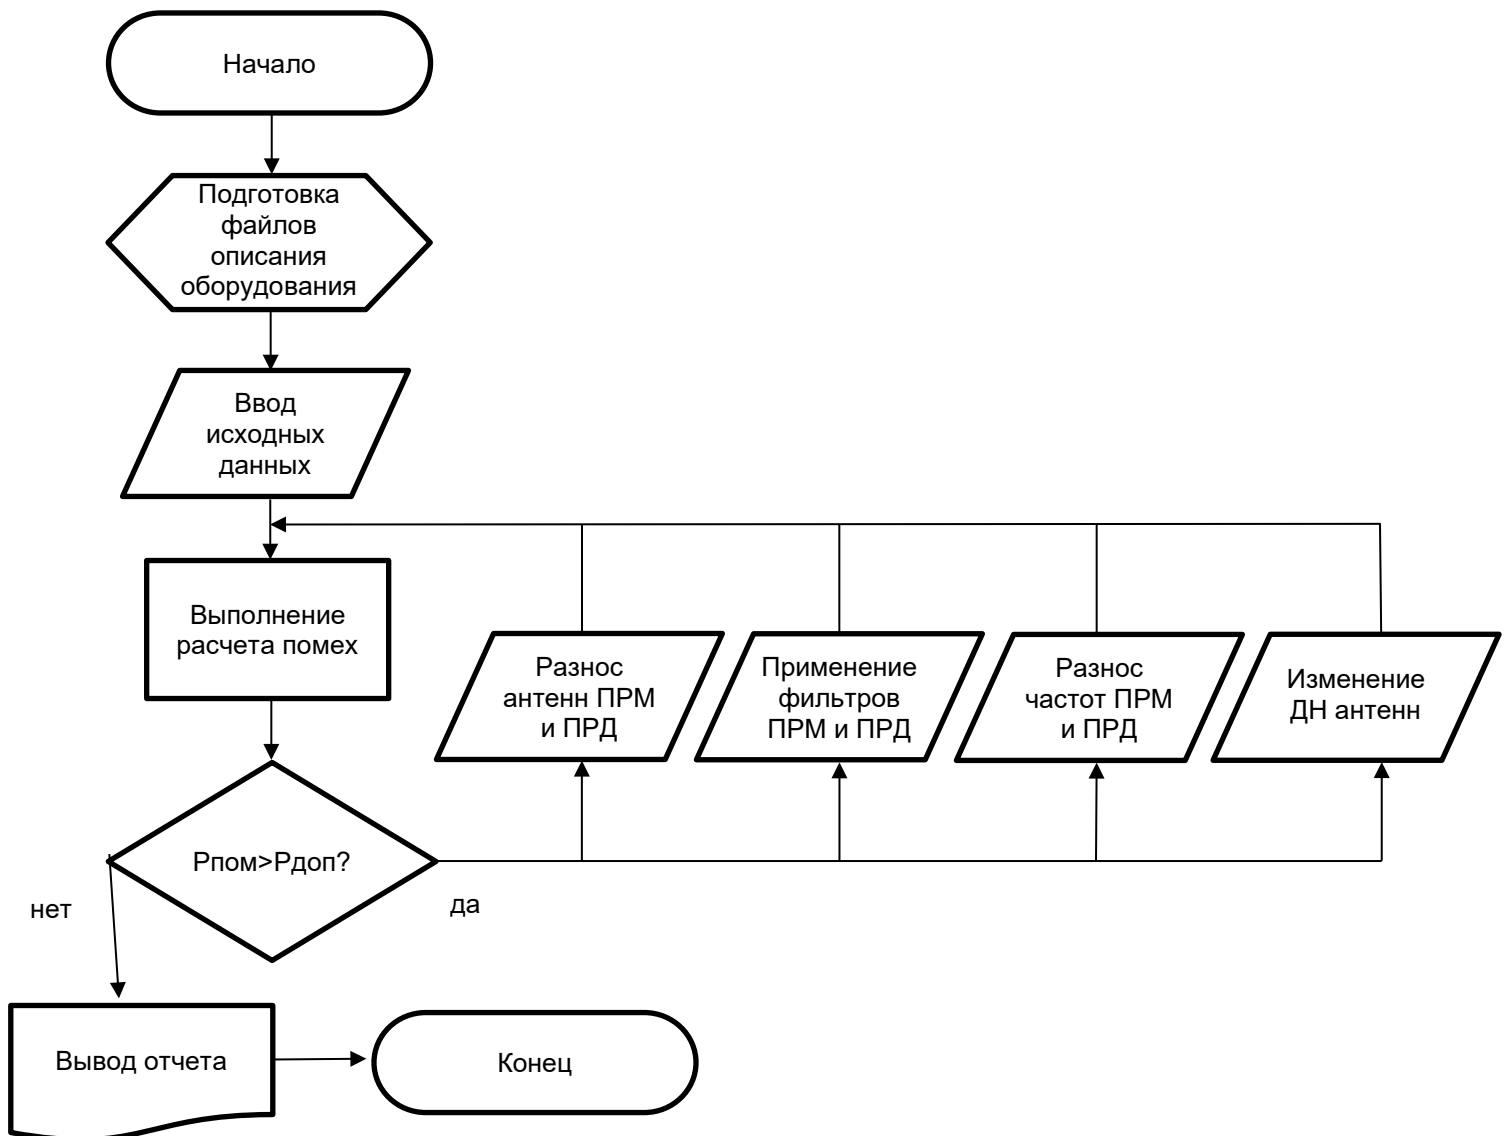 Начало
Подготовка
файлов
описания
оборудования
Ввод
исходных
данных
Выполнение
расчета помех
Разнос
антенн ПРМ
и ПРД
Применение
фильтров
ПРМ и ПРД
Разнос
частот ПРМ
и ПРД
Изменение
ДН антенн
Рпом>Рдоп?
нет
да
Вывод отчета
Конец